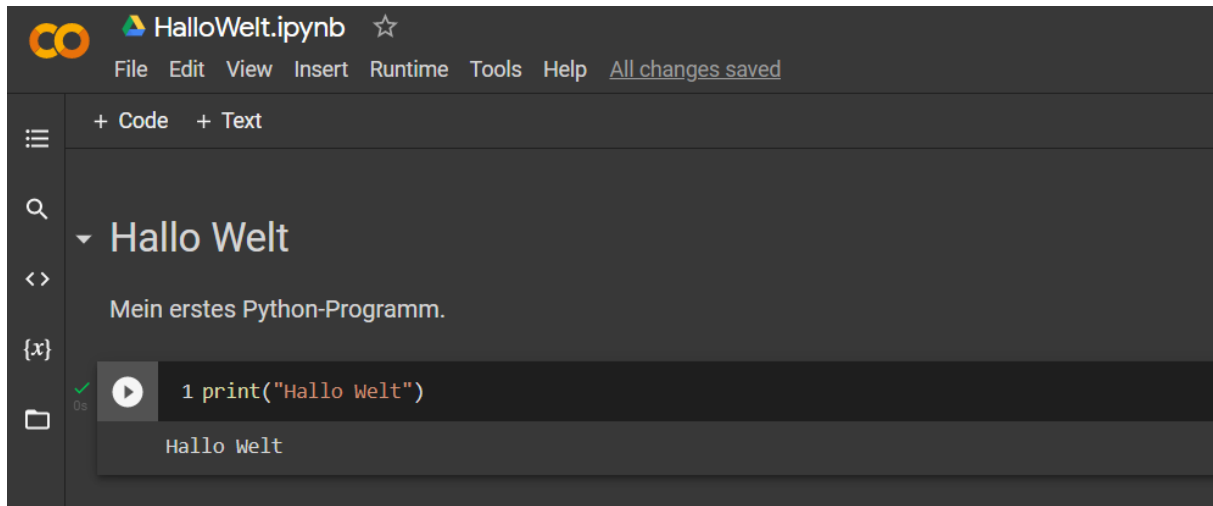 HalloWelt.ipynb
File Edit View Insert Runtime Tools Help All changes saved
+ Code + Text
Hallo Welt
Mein erstes Python-Programm.
{x}
1 print("Hallo Welt")
0s
Hallo Welt